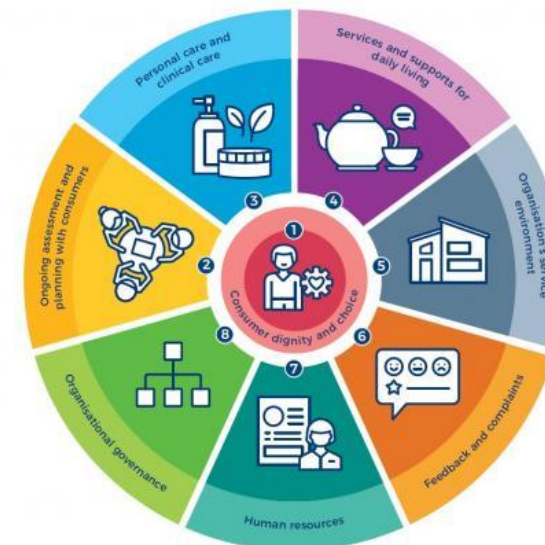 1
Consumer dignity and choice
2
Ongoing assessment and
planning with consumers
3
Personal care and
clinical care
4
Services and supports for
daily living
5
Organisation's service
environment
6
Feedback and complaints
7
Human resources
8
Organisational governance